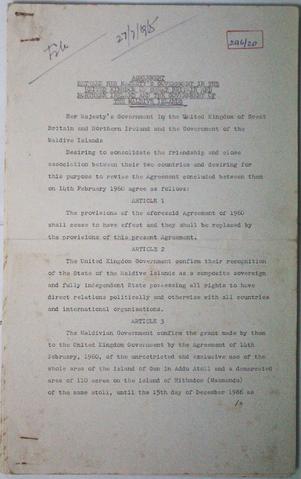 File
27/7/1965
AGREEMENT
BETWEEN HER MAJESTY'S GOVERNMENT IN THE
UNITED KINGDOM OF GREAT BRITAIN AND
NORTHERN IRELAND AND THE GOVERNMENT OF
THE MALDIVE ISLANDS
Her Majesty's Government in the United Kingdom of Great
Britain and Northern Ireland and the Government of the
Maldive Islands
Desiring to consolidate the friendship and close
association between their two countries and desiring for
this purpose to revise the Agreement concluded between them
on 14th February 1960 agree as follows:
ARTICLE 1
The provisions of the aforesaid Agreement of 1960
shall cease to have effect and they shall be replaced by
the provisions of this present Agreement.
ARTICLE 2
The United Kingdom Government confirm their recognition
of the State of the Maldive Islands as a composite sovereign
and fully independent State possessing all rights to have
direct relations politically and otherwise with all countries
and international organisations.
ARTICLE 3
The Maldivian Government confirm the grant made by them
to the United Kingdom Government by the Agreement of 14th
February, 1960, of the unrestricted and exclusive use of the
whole area of the island of Gan in Addu Atoll and a demarcated
area of 110 acres on the island of Hithadoo (Maamendu)
of the same atoll, until the 15th day of December 1986 as